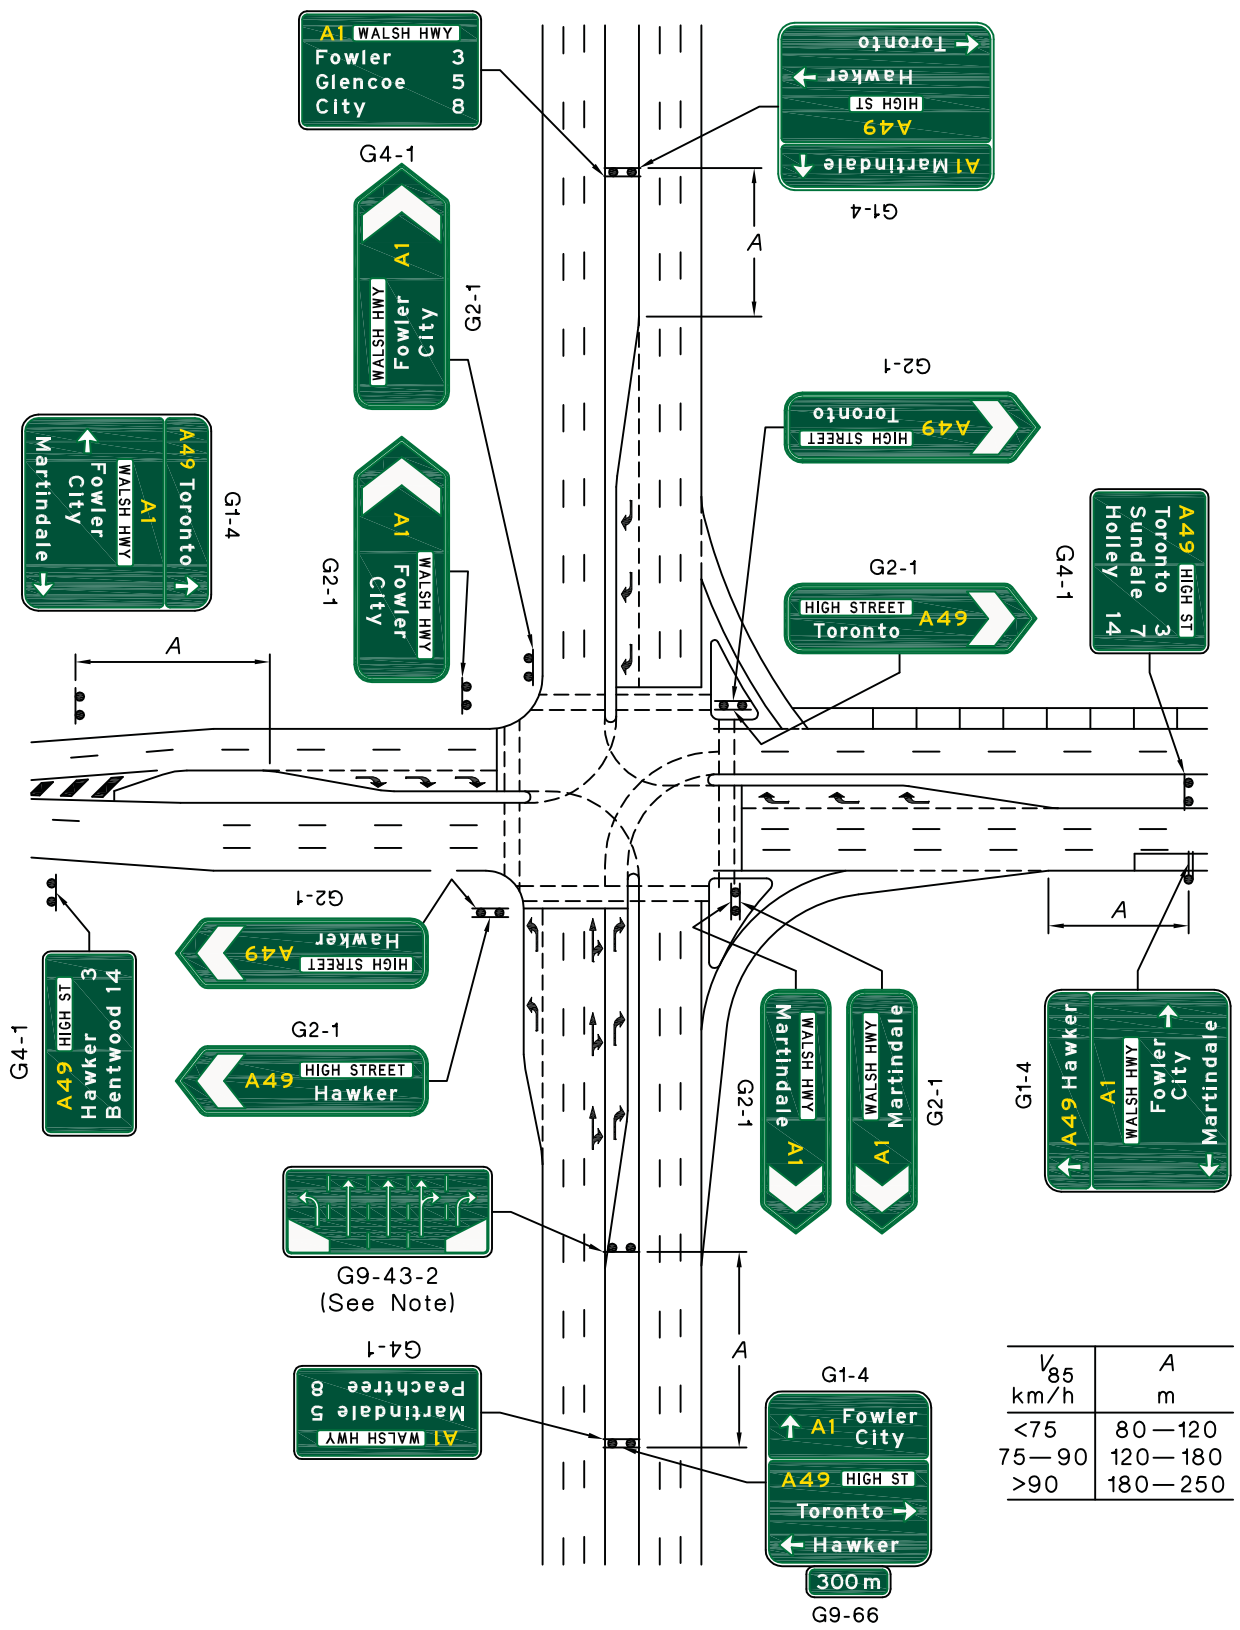 A1 WALSH HWY
Fowler 3
Glencoe 5
City 8
G4-1
A1 Martindale
A49
HIGH ST
Hawker
Toronto
G1-4
A
A1
WALSH HWY
Fowler
City
G2-1
G2-1
A49
HIGH STREET
Toronto
A49 Toronto
A1
WALSH HWY
Fowler
City
Martindale
G1-4
A1
WALSH HWY
Fowler
City
G2-1
A49 HIGH ST
Toronto 3
Sundale 7
Holley 14
G4-1
G2-1
HIGH STREET
Toronto
A49
A
G2-1
A49
HIGH STREET
Hawker
A
A49 HIGH ST
Hawker 3
Bentwood 14
G4-1
G2-1
A49
HIGH STREET
Hawker
Martindale
WALSH HWY
A1
G2-1
WALSH HWY
Martindale
A1
G2-1
A49 Hawker
A1
WALSH HWY
Fowler
City
Martindale
G1-4
G9-43-2
(See Note)
G4-1
A1 WALSH HWY
Martindale 5
Peachtree 8
A
G1-4
A1 Fowler
City
A49 HIGH ST
Toronto
Hawker
300 m
G9-66
V85 A
km/h m
<75 80—120
75—90 120—180
>90 180—250